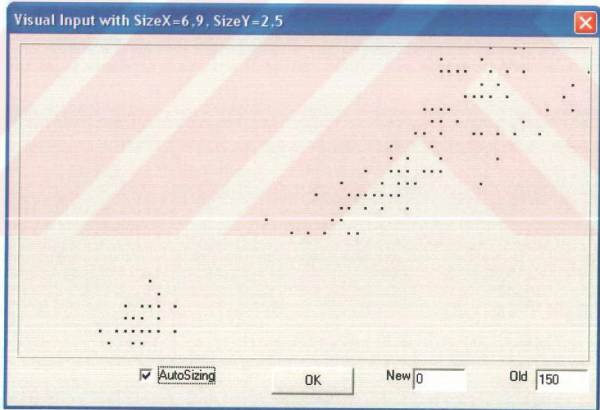 Visual Input with SizeX=6,9, SizeY=2,5
AutoSizing OK New 0 Old 150